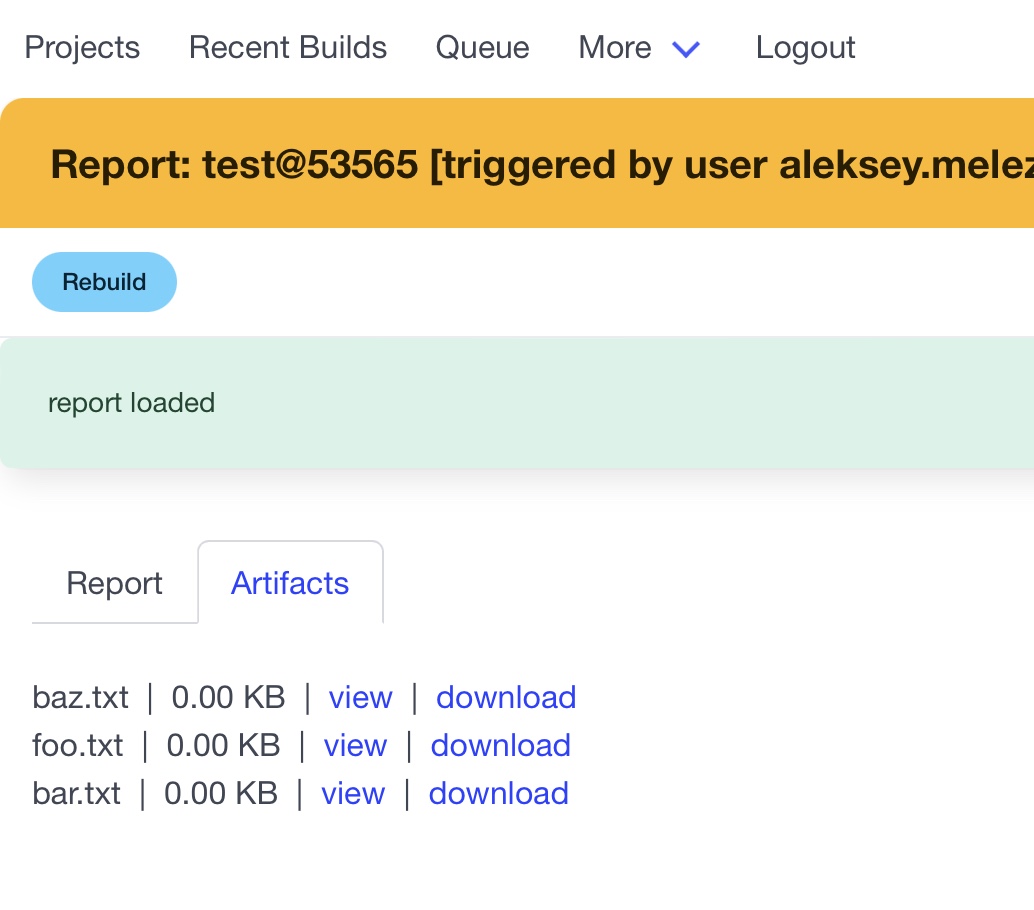 Projects Recent Builds Queue More Logout
Report: test@53565 [triggered by user aleksey.melez
Rebuild
report loaded
Report Artifacts
baz.txt | 0.00 KB | view | download
foo.txt | 0.00 KB | view | download
bar.txt | 0.00 KB | view | download